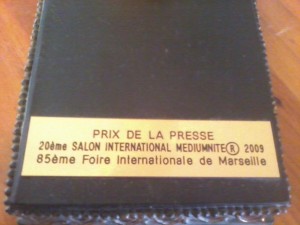 PRIX DE LA PRESSE
20ème SALON INTERNATIONAL MEDIUMNITE® 2009
85ème Foire Internationale de Marseille